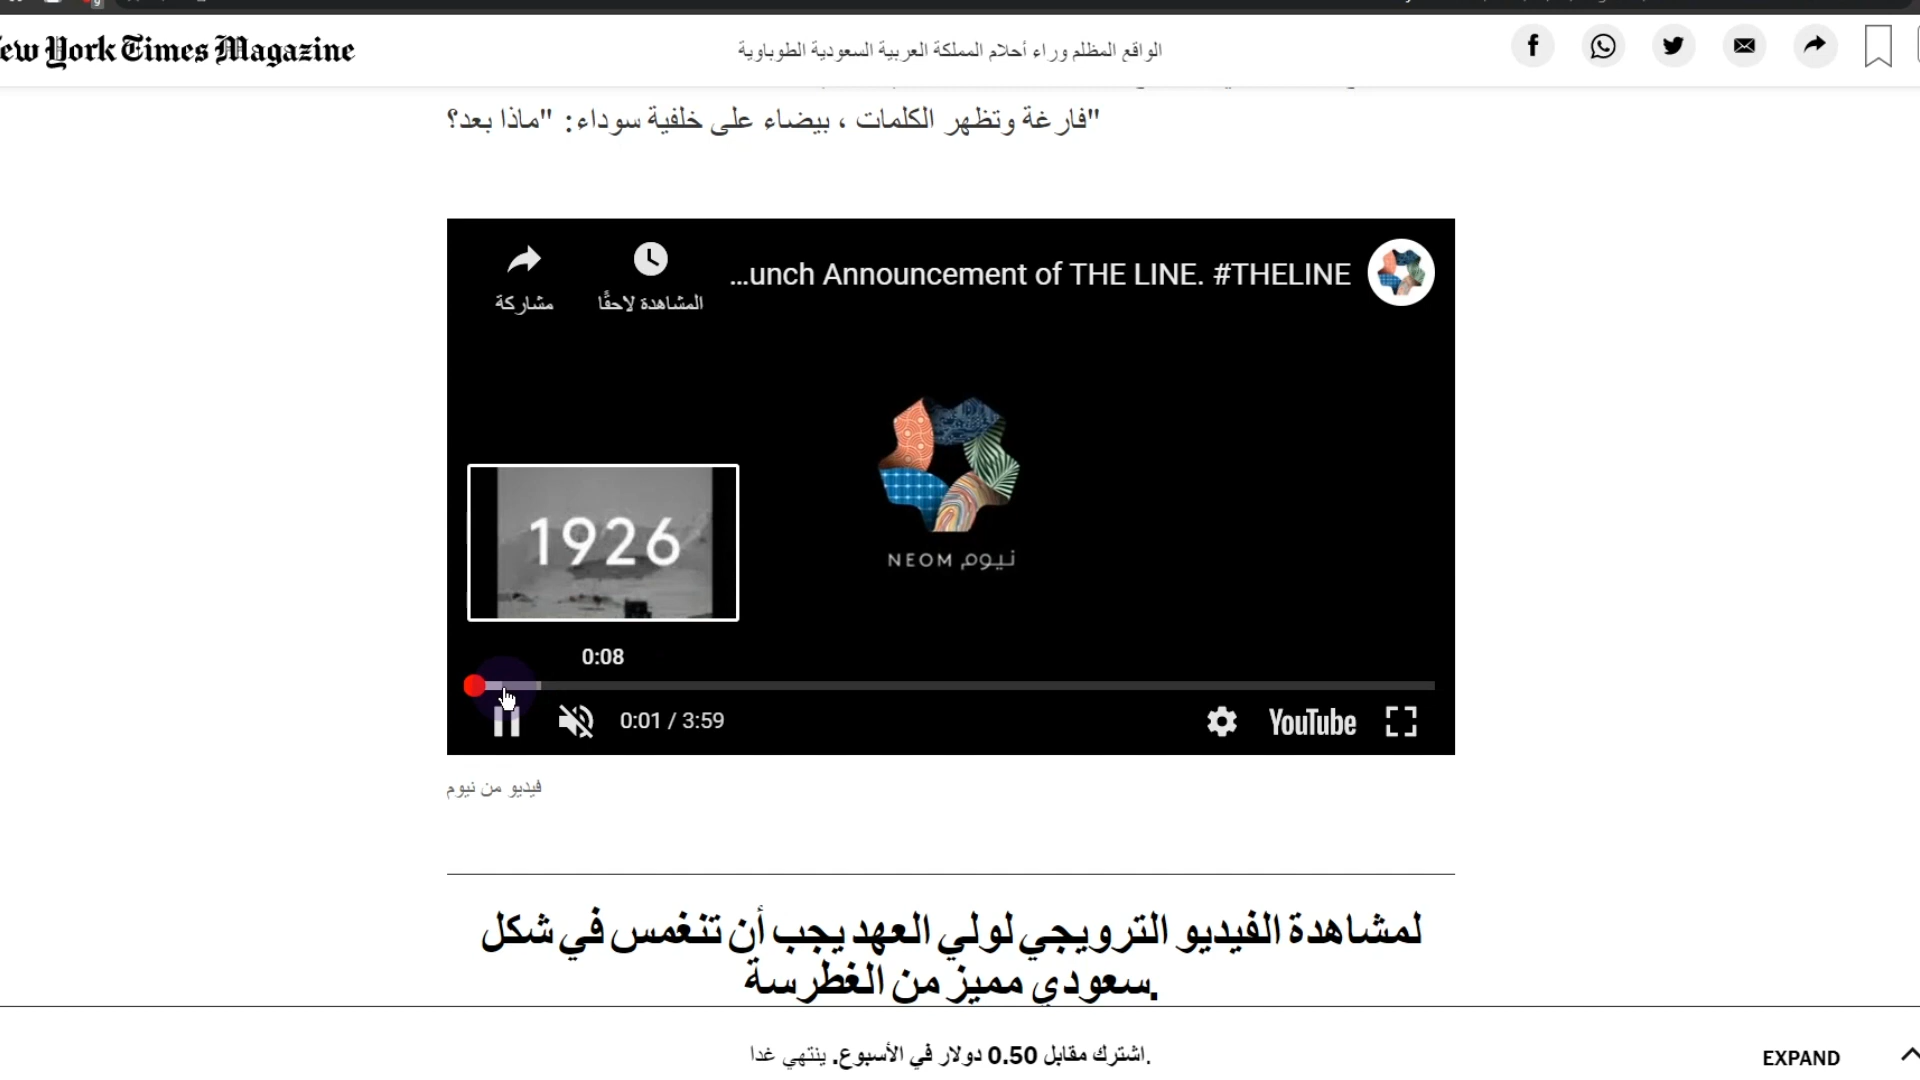 ew York Times Magazine
الواقع المظلم وراء أحلام المملكة العربية السعودية الطوباوية
"فارغة وتظهر الكلمات ، بيضاء على خلفية سوداء: "ماذا بعد؟
...unch Announcement of THE LINE. #THELINE
مشاركة
المشاهدة لاحقًا
1926
NEOM نيوم
0:08
0:01 / 3:59
YouTube
فيديو من نيوم
لمشاهدة الفيديو الترويجي لولي العهد يجب أن تنغمس في شكل
.سعودي مميز من الغطرسة
.اشترك مقابل 0.50 دولار في الأسبوع. ينتهي غدا
EXPAND